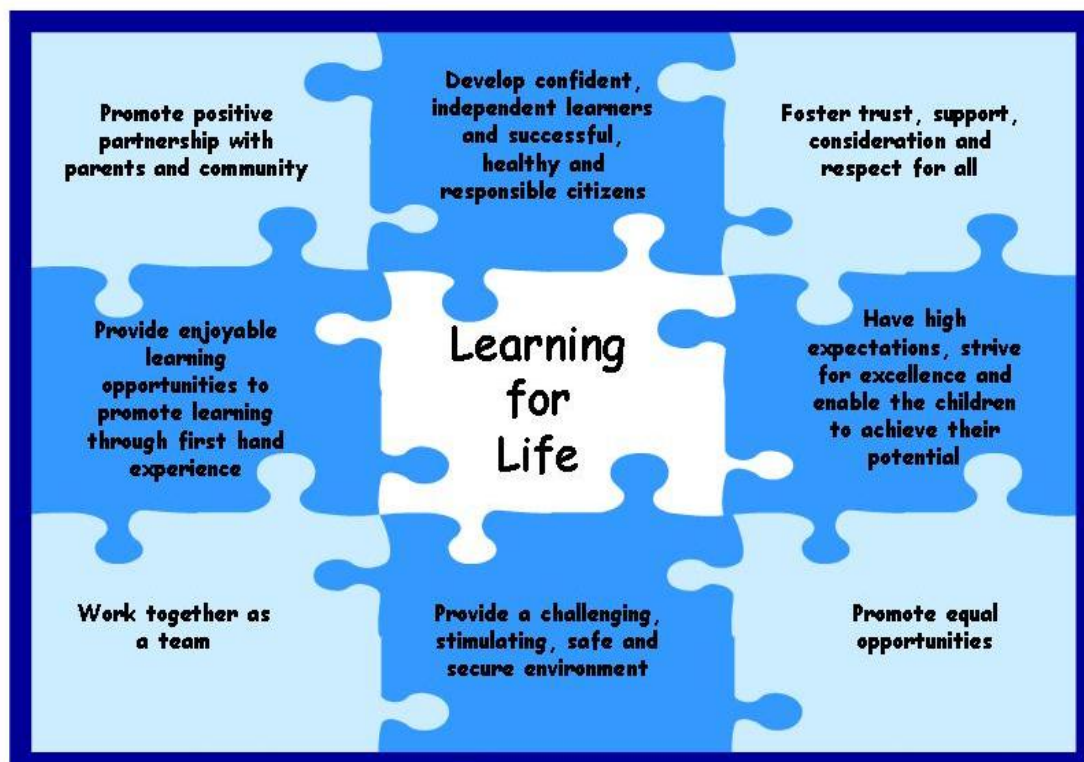 Promote positive
partnership with
parents and community
Develop confident,
independent learners
and successful,
healthy and
responsible citizens
Foster trust, support,
consideration and
respect for all
Provide enjoyable
learning
opportunities to
promote learning
through first hand
experience
Learning
for
Life
Have high
expectations, strive
for excellence and
enable the children
to achieve their
potential
Work together as
a team
Provide a challenging,
stimulating, safe and
secure environment
Promote equal
opportunities